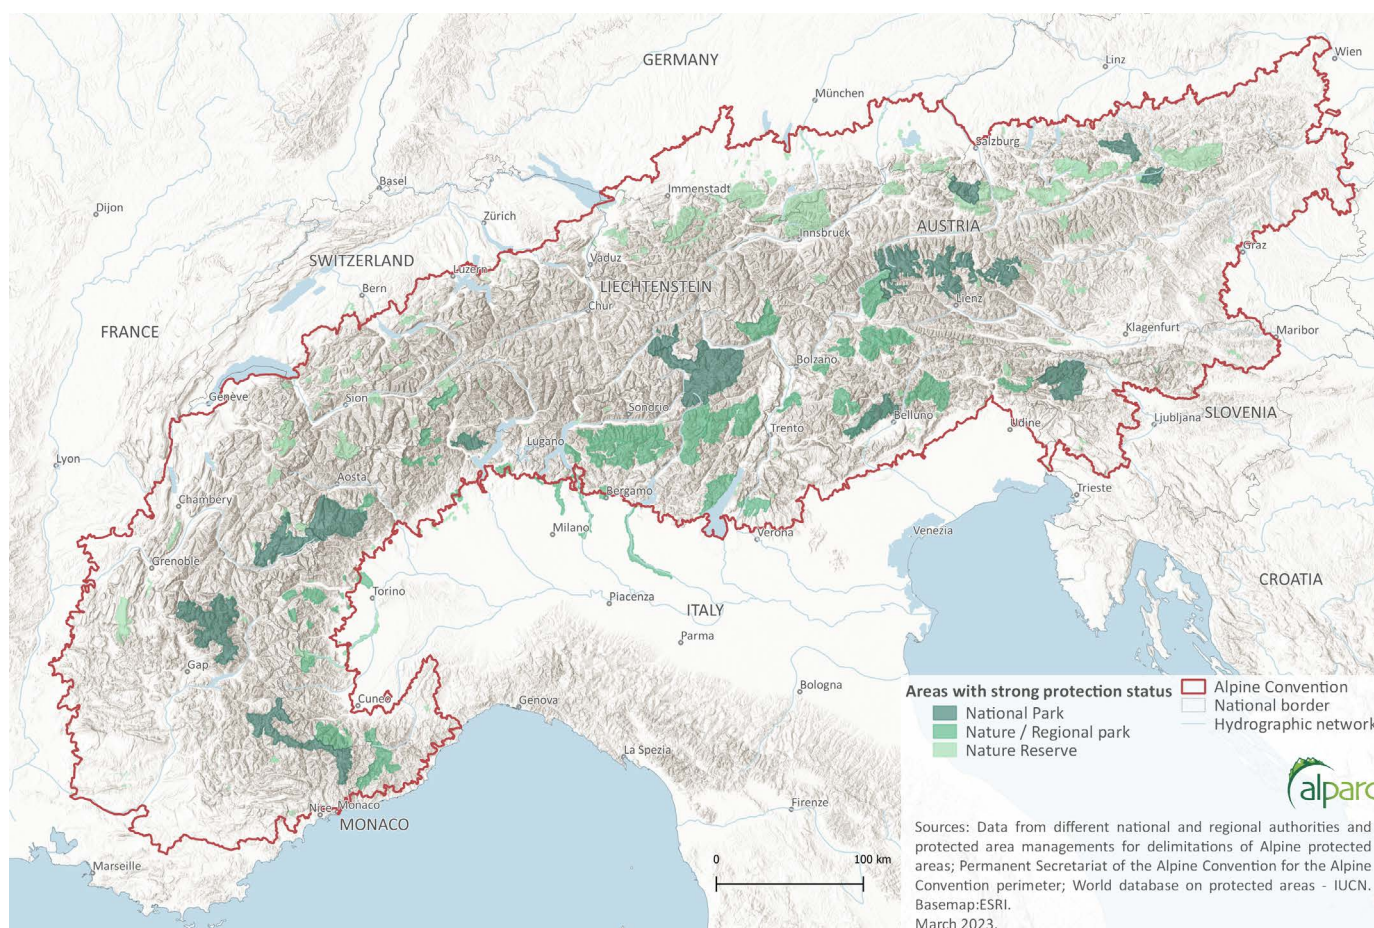 Wien
Linz
GERMANY
München
Salzburg
Basel
Immenstadt
Dijon
Zürich
Innsbruck
AUSTRIA
Graz
SWITZERLAND
Vaduz
Luzern
LIECHTENSTEIN
Bern
Chur
Lienz
FRANCE
Klagenfurt
Maribor
Bolzano
Genève
Sion
Sondrio
Belluno
SLOVENIA
Ljubljana
Lugano
Trento
Udine
Lyon
Aosta
Chambéry
Bergamo
Trieste
Milano
Verona
Venezia
Grenoble
CROATIA
Torino
Piacenza
ITALY
Parma
Gap
Cuneo
Genova
Bologna
La Spezia
Nice
Monaco
MONACO
Firenze
Marseille
Areas with strong protection status
National Park
Nature / Regional park
Nature Reserve
Alpine Convention
National border
Hydrographic network
alparc
0 100 km
Sources: Data from different national and regional authorities and
protected area managements for delimitations of Alpine protected
areas; Permanent Secretariat of the Alpine Convention for the Alpine
Convention perimeter; World database on protected areas - IUCN.
Basemap:ESRI.
March 2023.